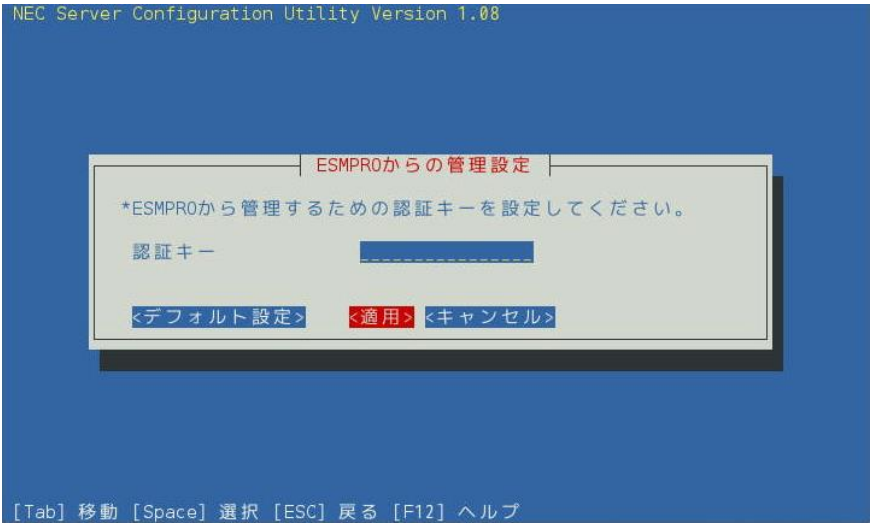 NEC Server Configuration Utility Version 1.08
ESMPROからの管理設定
*ESMPROから管理するための認証キーを設定してください。
認証キー ________________
<デフォルト設定> <適用> <キャンセル>
[Tab] 移動 [Space] 選択 [ESC] 戻る [F12] ヘルプ